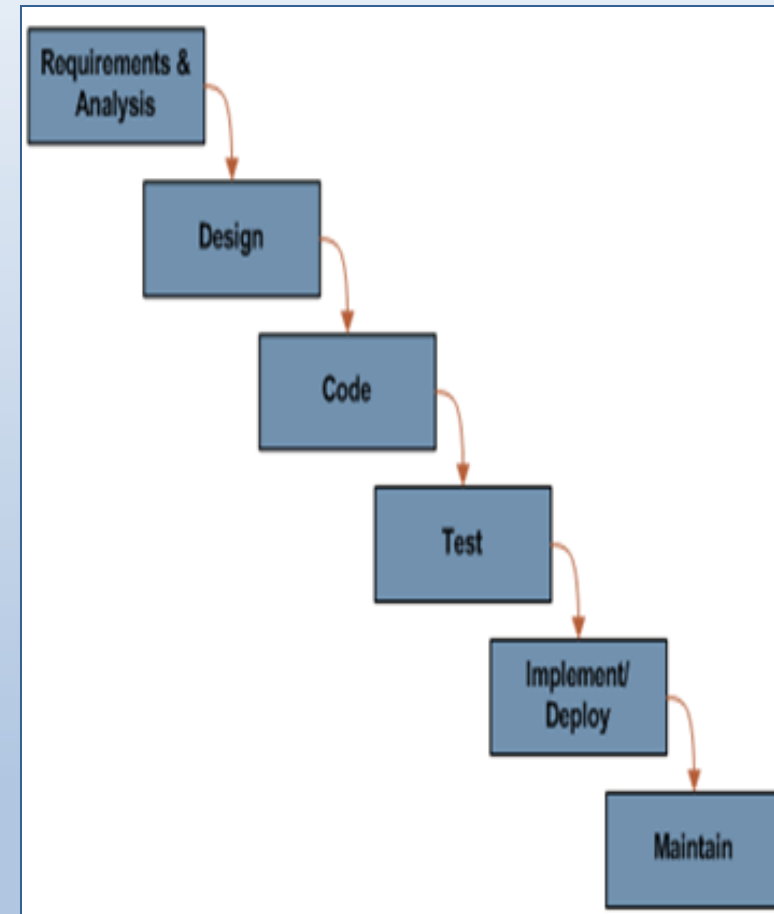 Requirements &
Analysis
Design
Code
Test
Implement/
Deploy
Maintain